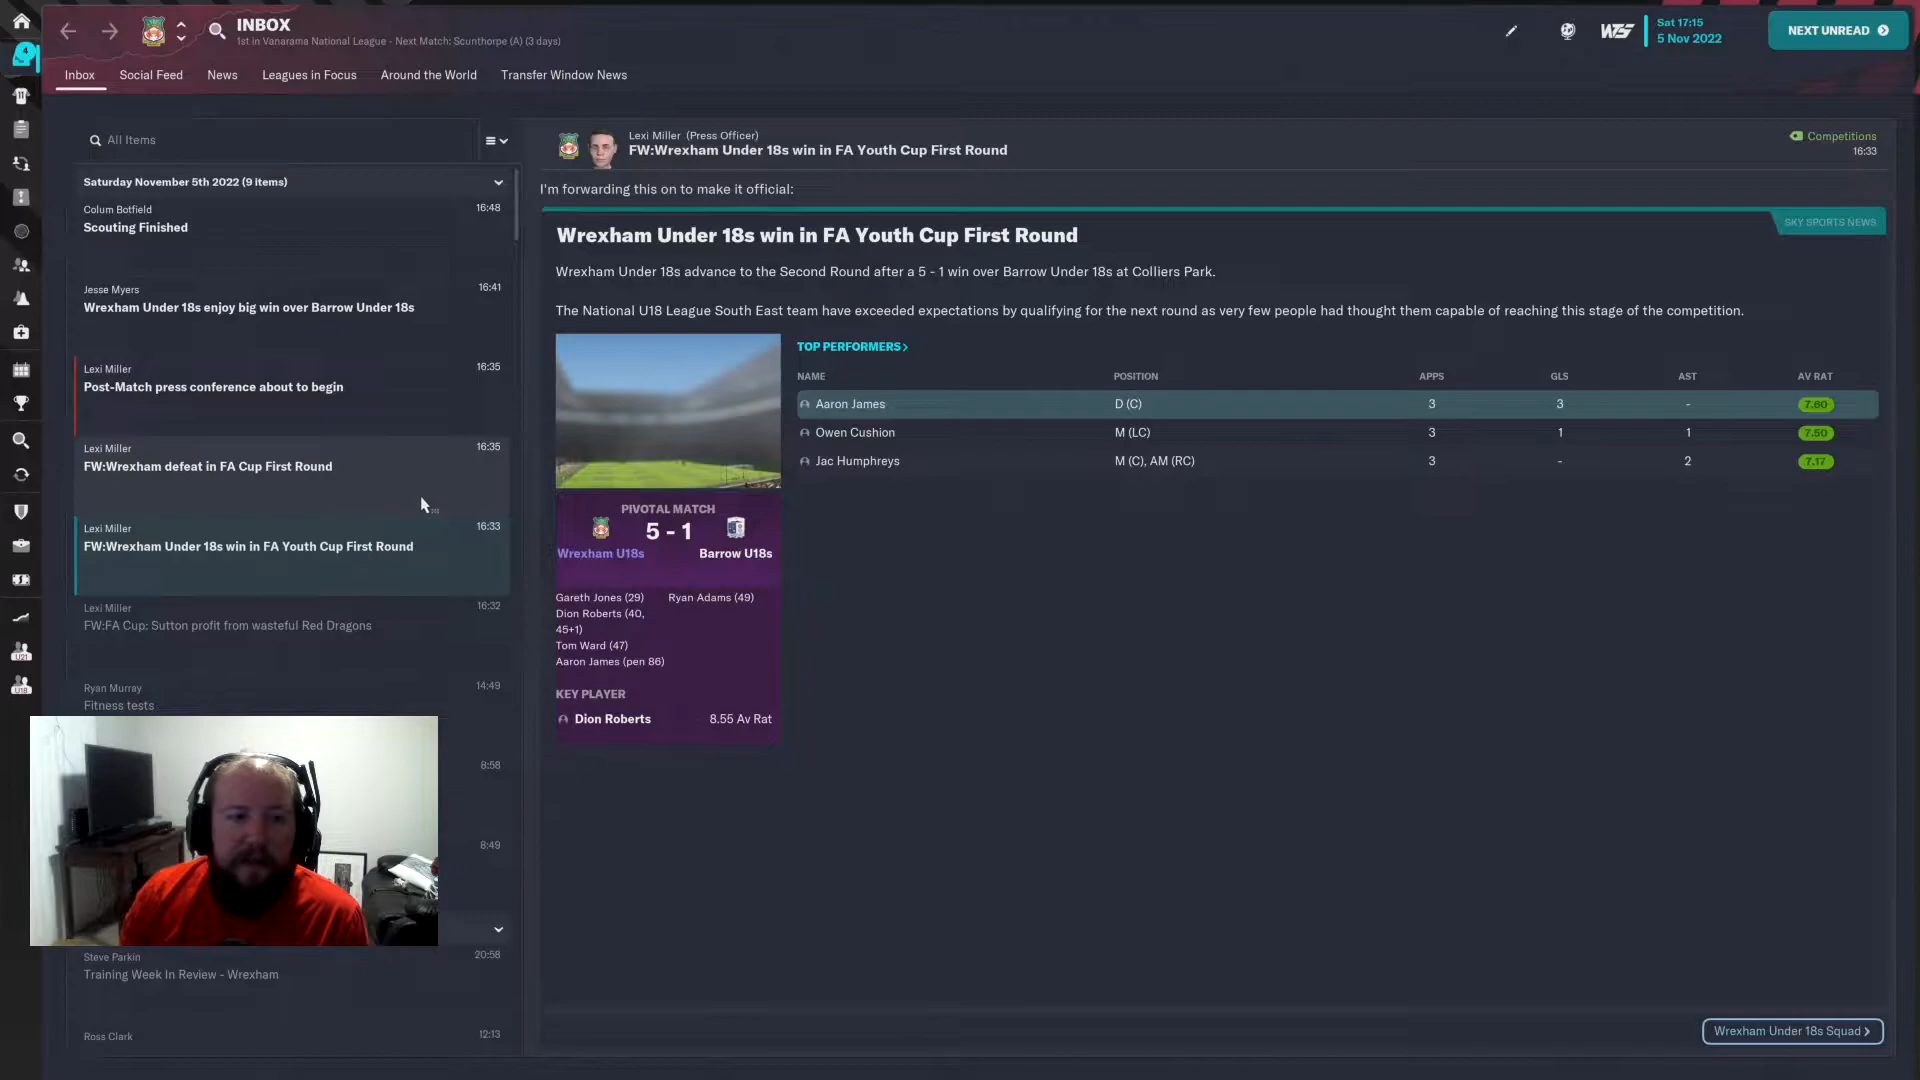 INBOX
1st in Vanarama National League - Next Match: Scunthorpe (A) (3 days)
Sat 17:15
5 Nov 2022
NEXT UNREAD
4
Inbox
Social Feed
News
Leagues in Focus
Around the World
Transfer Window News
11
U21
U18
All Items
Saturday November 5th 2022 (9 items)
Colum Botfield
16:48
Scouting Finished
Jesse Myers
16:41
Wrexham Under 18s enjoy big win over Barrow Under 18s
Lexi Miller
16:35
Post-Match press conference about to begin
Lexi Miller
16:35
FW:Wrexham defeat in FA Cup First Round
Lexi Miller
16:33
FW:Wrexham Under 18s win in FA Youth Cup First Round
Lexi Miller
16:32
FW:FA Cup: Sutton profit from wasteful Red Dragons
Ryan Murray
14:49
Fitness tests
8:58
8:49
Steve Parkin
20:58
Training Week In Review - Wrexham
Ross Clark
12:13
Lexi Miller (Press Officer)
FW:Wrexham Under 18s win in FA Youth Cup First Round
Competitions
16:33
I'm forwarding this on to make it official:
SKY SPORTS NEWS
Wrexham Under 18s win in FA Youth Cup First Round
Wrexham Under 18s advance to the Second Round after a 5 - 1 win over Barrow Under 18s at Colliers Park.
The National U18 League South East team have exceeded expectations by qualifying for the next round as very few people had thought them capable of reaching this stage of the competition.
TOP PERFORMERS>
NAME POSITION APPS GLS AST AV RAT
Aaron James D (C) 3 3 - 7.60
Owen Cushion M (LC) 3 1 1 7.50
Jac Humphreys M (C), AM (RC) 3 - 2 7.17
PIVOTAL MATCH
5 - 1
Wrexham U18s Barrow U18s
Gareth Jones (29) Ryan Adams (49)
Dion Roberts (40,
45+1)
Tom Ward (47)
Aaron James (pen 86)
KEY PLAYER
Dion Roberts 8.55 Av Rat
Wrexham Under 18s Squad >